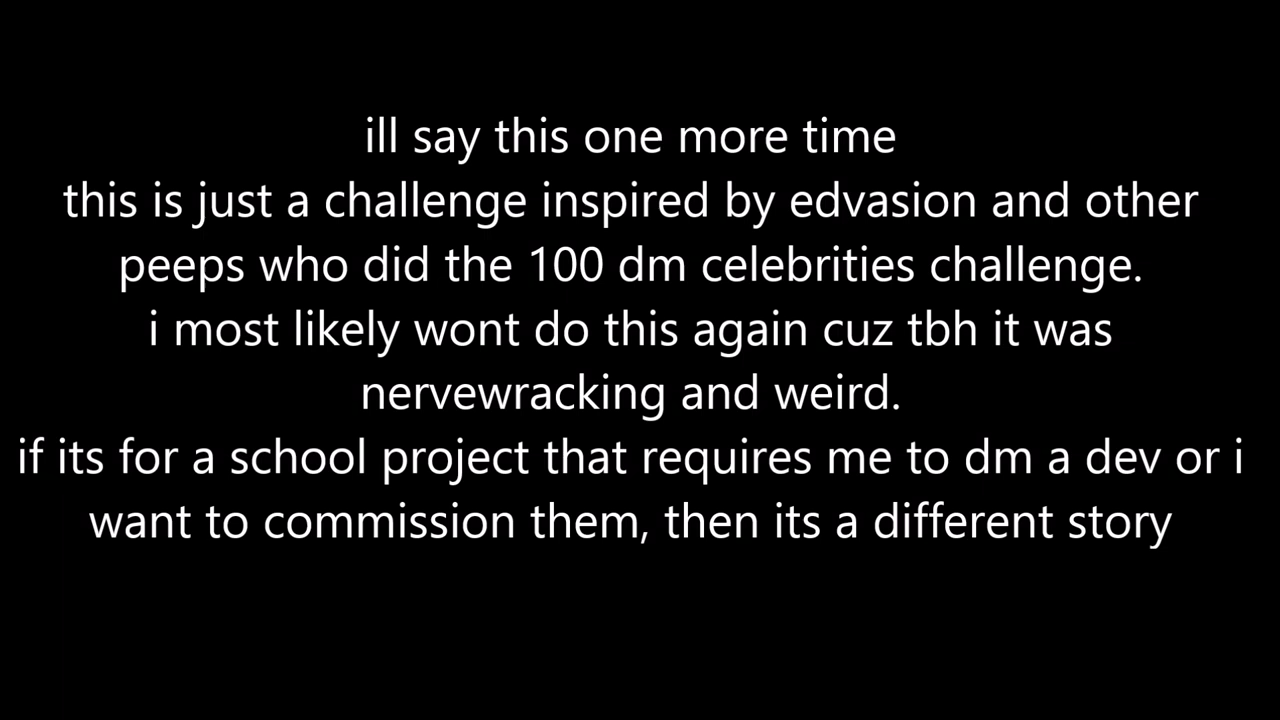 ill say this one more time
this is just a challenge inspired by edvasion and other
peeps who did the 100 dm celebrities challenge.
i most likely wont do this again cuz tbh it was
nervewracking and weird.
if its for a school project that requires me to dm a dev or i
want to commission them, then its a different story